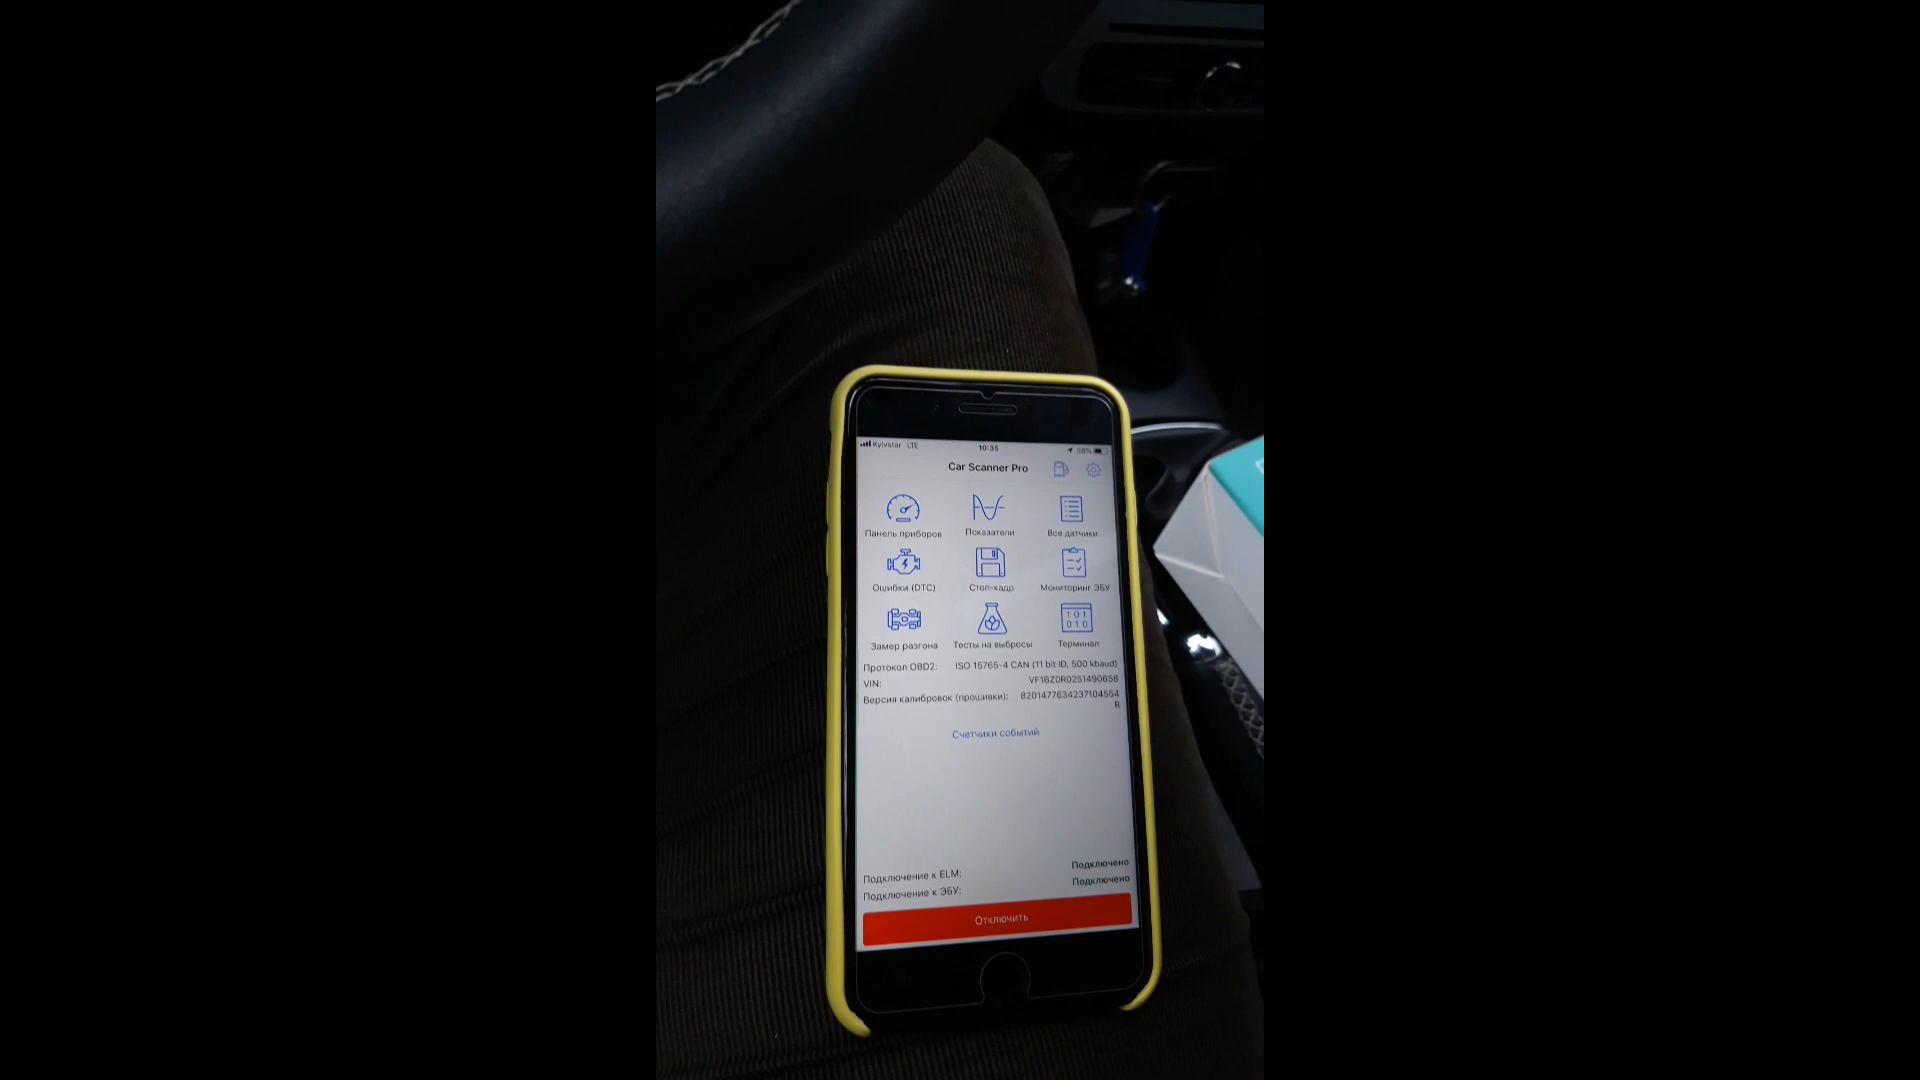 Kyivstar LTE 10:35 58%
Car Scanner Pro
Панель приборов Показатели Все датчики
Ошибки (DTC) Стоп-кадр Мониторинг ЭБУ
101
010
Замер разгона Тесты на выбросы Терминал
Протокол OBD2: ISO 15765-4 CAN (11 bit ID, 500 kbaud)
VIN: VF1BZ0R0251490658
Версия калибровок (прошивки): 8201477634237104554
R
Счетчики событий
Подключение к ELM: Подключено
Подключение к ЭБУ: Подключено
Отключить